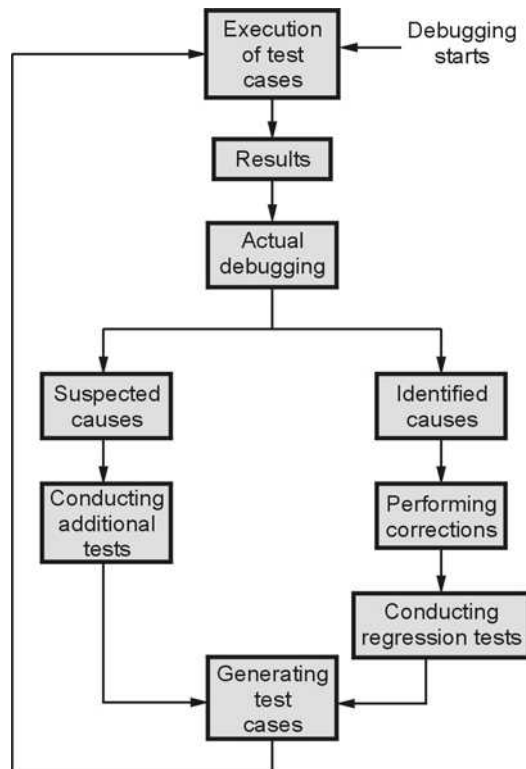 Execution
of test
cases
Debugging
starts
Results
Actual
debugging
Suspected
causes
Identified
causes
Conducting
additional
tests
Performing
corrections
Conducting
regression tests
Generating
test
cases